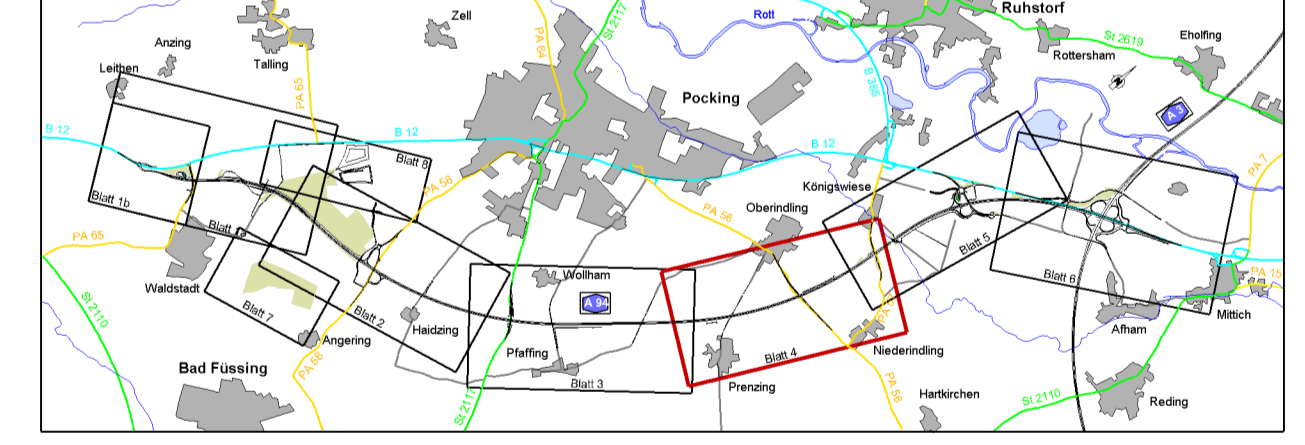 Ruhstorf
Zell
Rott
St 2117
PA 64
Anzing
Talling
Rottersham
St 2619
Eholfing
Leithen
PA 65
B 388
Pocking
A 3
B 12
B 12
B 12
Blatt 8
PA 58
PA 7
Königswiese
Blatt 1b
PA 56
Oberindling
PA 65
Blatt 5
Wollham
Blatt 6
PA 15
Waldstadt
A 94
St 2110
Blatt 7
Blatt 2
Haidzing
Mittich
Afham
Angering
Pfaffing
Blatt 4
Niederindling
Bad Füssing
PA 58
Blatt 3
Prenzing
PA 56
Hartkirchen
St 2117
St 2110
Reding